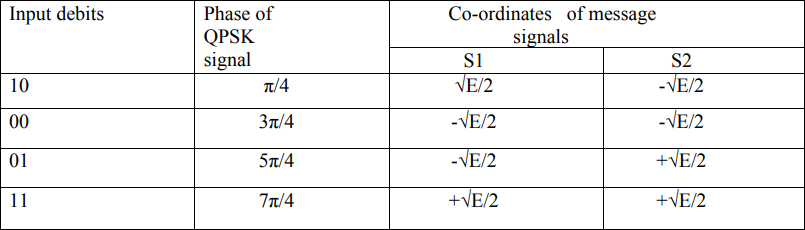 Input debits
Phase of
QPSK
signal
Co-ordinates of message
signals
S1 S2
10 π/4 √E/2 -√E/2
00 3π/4 -√E/2 -√E/2
01 5π/4 -√E/2 +√E/2
11 7π/4 +√E/2 +√E/2